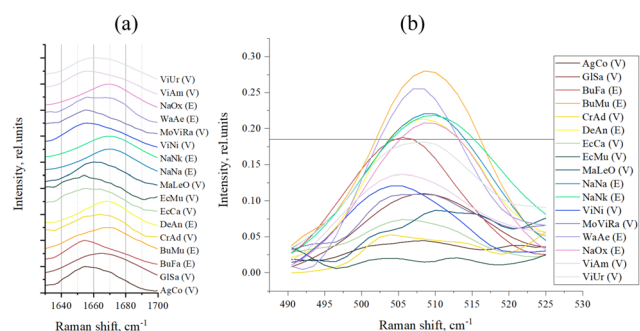 (a)
Intensity, rel.units
ViUr (V)
ViAm (V)
NaOx (E)
WaAe (E)
MoViRa (V)
ViNi (V)
NaNk (E)
NaNa (E)
MaLeO (V)
EcMu (V)
EcCa (V)
DeAn (E)
CrAd (V)
BuMu (E)
BuFa (E)
GlSa (V)
AgCo (V)
1640 1660 1680 1700
Raman shift, cm-1
(b)
Intensity, rel.units
0.30
0.25
0.20
0.15
0.10
0.05
0.00
490 495 500 505 510 515 520 525 530
Raman shift, cm-1
AgCo (V)
GlSa (V)
BuFa (E)
BuMu (E)
CrAd (V)
DeAn (E)
EcCa (V)
EcMu (V)
MaLeO (V)
NaNa (E)
NaNk (E)
ViNi (V)
MoViRa (V)
WaAe (E)
NaOx (E)
ViAm (V)
ViUr (V)